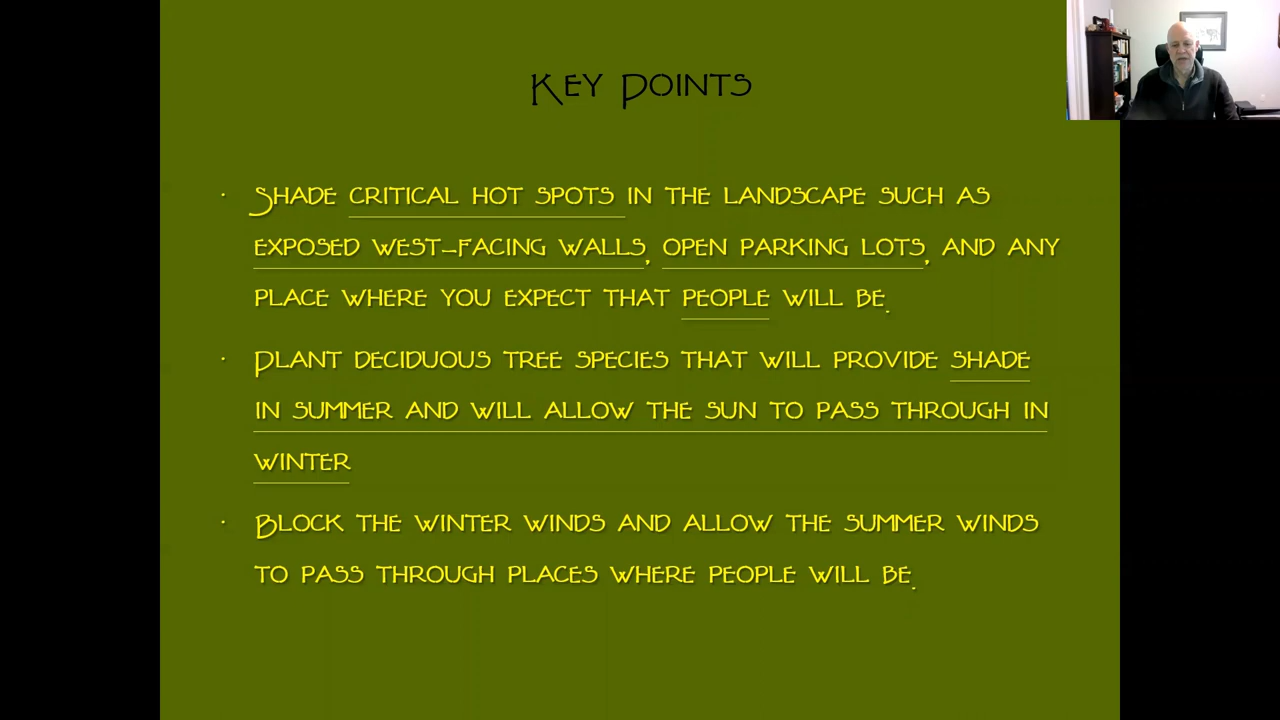 Key Points
· Shade critical hot spots in the landscape such as
exposed west-facing walls, open parking lots, and any
place where you expect that people will be.
· Plant deciduous tree species that will provide shade
in summer and will allow the sun to pass through in
winter
· Block the winter winds and allow the summer winds
to pass through places where people will be.